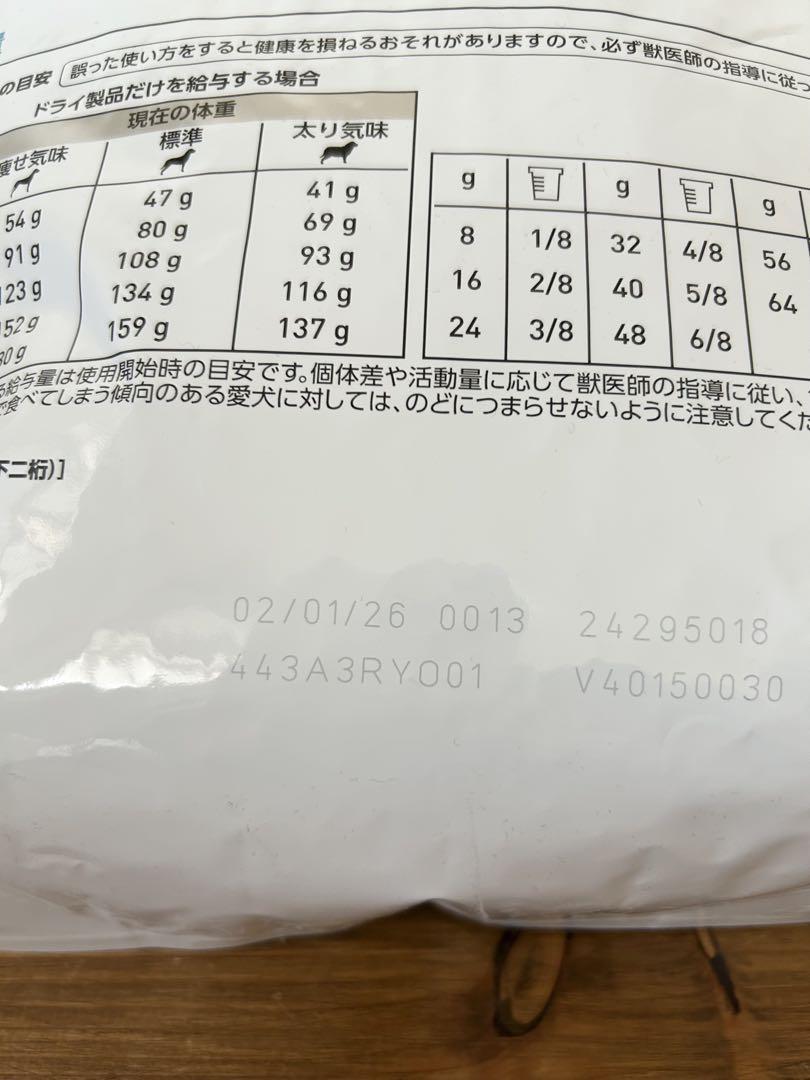 の目安 誤った使い方をすると健康を損ねるおそれがありますので、必ず獣医師の指導に従っ
ドライ製品だけを給与する場合
現在の体重
痩せ気味 標準 太り気味
54 g 47 g 41 g
91 g 80 g 69 g
123 g 108 g 93 g
152 g 134 g 116 g
80 g 159 g 137 g
g g g
8 1/8 32 4/8 56
16 2/8 40 5/8 64
24 3/8 48 6/8
給与量は使用開始時の目安です。個体差や活動量に応じて獣医師の指導に従い、
食べてしまう傾向のある愛犬に対しては、のどにつまらせないように注意してくだ
下二桁)]
02/01/26 0013 24295018
443A3RYO01 V40150030